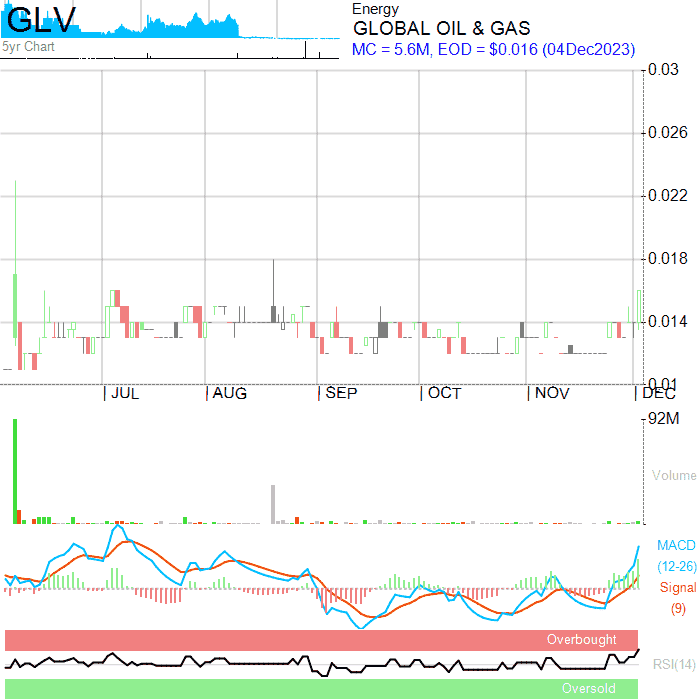 GLV
5yr Chart
Energy
GLOBAL OIL & GAS
MC = 5.6M, EOD = $0.016 (04Dec2023)
0.03
0.026
0.022
0.018
0.014
0.01
JUL AUG SEP OCT NOV DEC
92M
Volume
MACD
(12-26)
Signal
(9)
Overbought
RSI(14)
Oversold